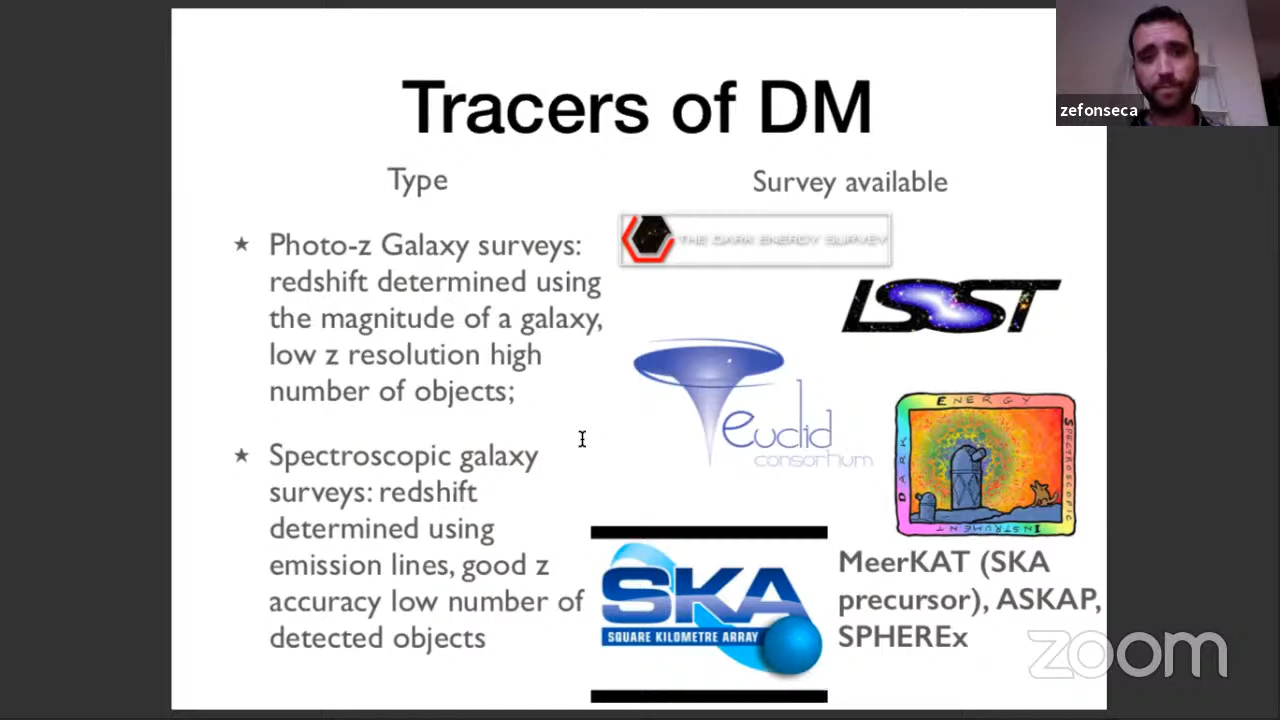 Tracers of DM
zefonseca
Type
Survey available
★ Photo-z Galaxy surveys:
redshift determined using
the magnitude of a galaxy,
low z resolution high
number of objects;
THE DARK ENERGY SURVEY
LSST
euclid
consortium
★ Spectroscopic galaxy
surveys: redshift
determined using
emission lines, good z
accuracy low number of
detected objects
DARK
ENERGY
SPECTROSCOPIC
INSTRUMENT
SKA
SQUARE KILOMETRE ARRAY
MeerKAT (SKA
precursor), ASKAP,
SPHEREx
zoom